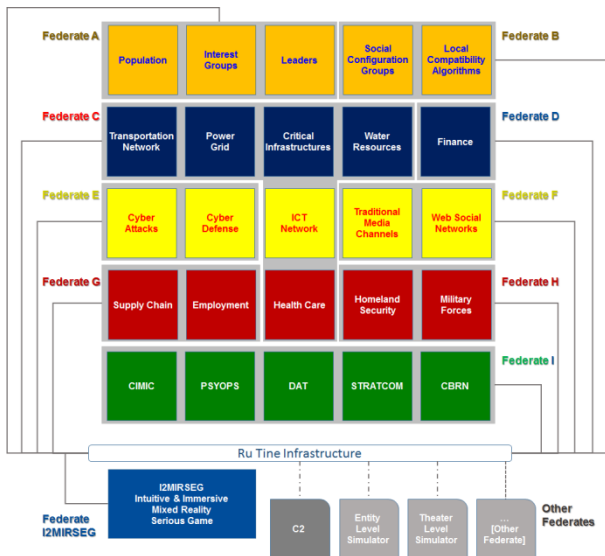 Federate A
Population
Interest
Groups
Leaders
Social
Configuration
Groups
Local
Compatibility
Algorithms
Federate B
Federate C
Transportation
Network
Power
Grid
Critical
Infrastructures
Water
Resources
Finance
Federate D
Federate E
Cyber
Attacks
Cyber
Defense
ICT
Network
Traditional
Media
Channels
Web Social
Networks
Federate F
Federate G
Supply Chain
Employment
Health Care
Homeland
Security
Military
Forces
Federate H
CIMIC
PSYOPS
DAT
STRATCOM
CBRN
Federate I
Ru Tine Infrastructure
Federate
I2MIRSEG
I2MIRSEG
Intuitive & Immersive
Mixed Reality
Serious Game
C2
Entity
Level
Simulator
Theater
Level
Simulator
...
[Other
Federate]
Other
Federates